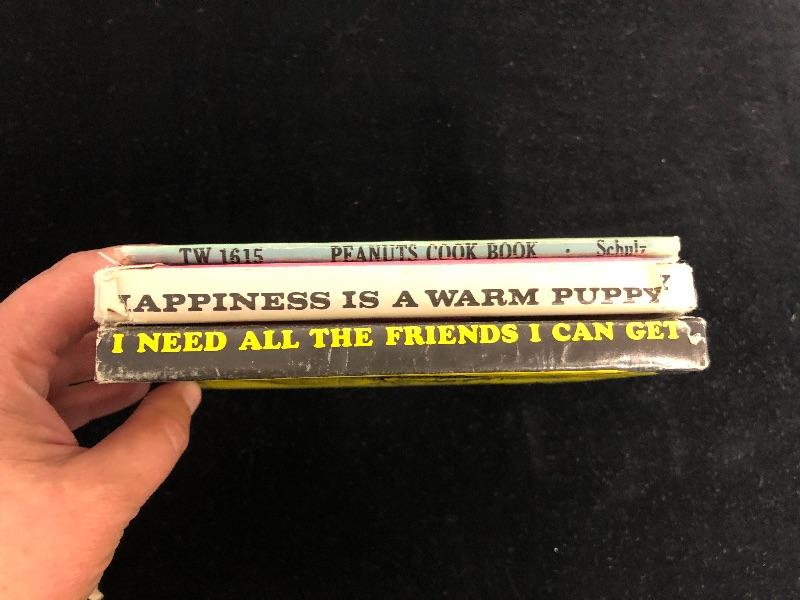 TW 1615 PEANUTS COOK BOOK · Schulz
HAPPINESS IS A WARM PUPPY
I NEED ALL THE FRIENDS I CAN GET